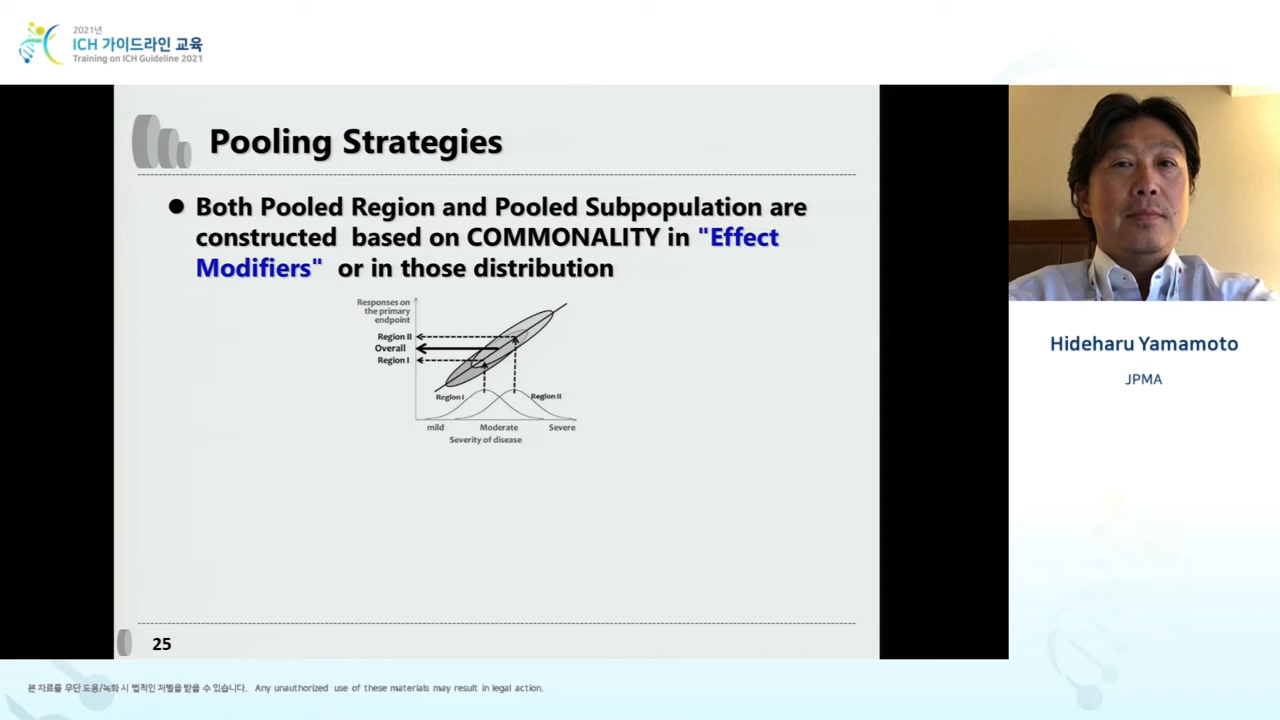 2021년
ICH 가이드라인 교육
Training on ICH Guideline 2021
Pooling Strategies
● Both Pooled Region and Pooled Subpopulation are
constructed based on COMMONALITY in "Effect
Modifiers" or in those distribution
Responses on
the primary
endpoint
Region II
Overall
Region I
Region I
Region II
mild
Moderate
Severe
Severity of disease
25
Hideharu Yamamoto
JPMA
본 자료를 무단 도용/녹화 시 법적인 처벌을 받을 수 있습니다. Any unauthorized use of these materials may result in legal action.